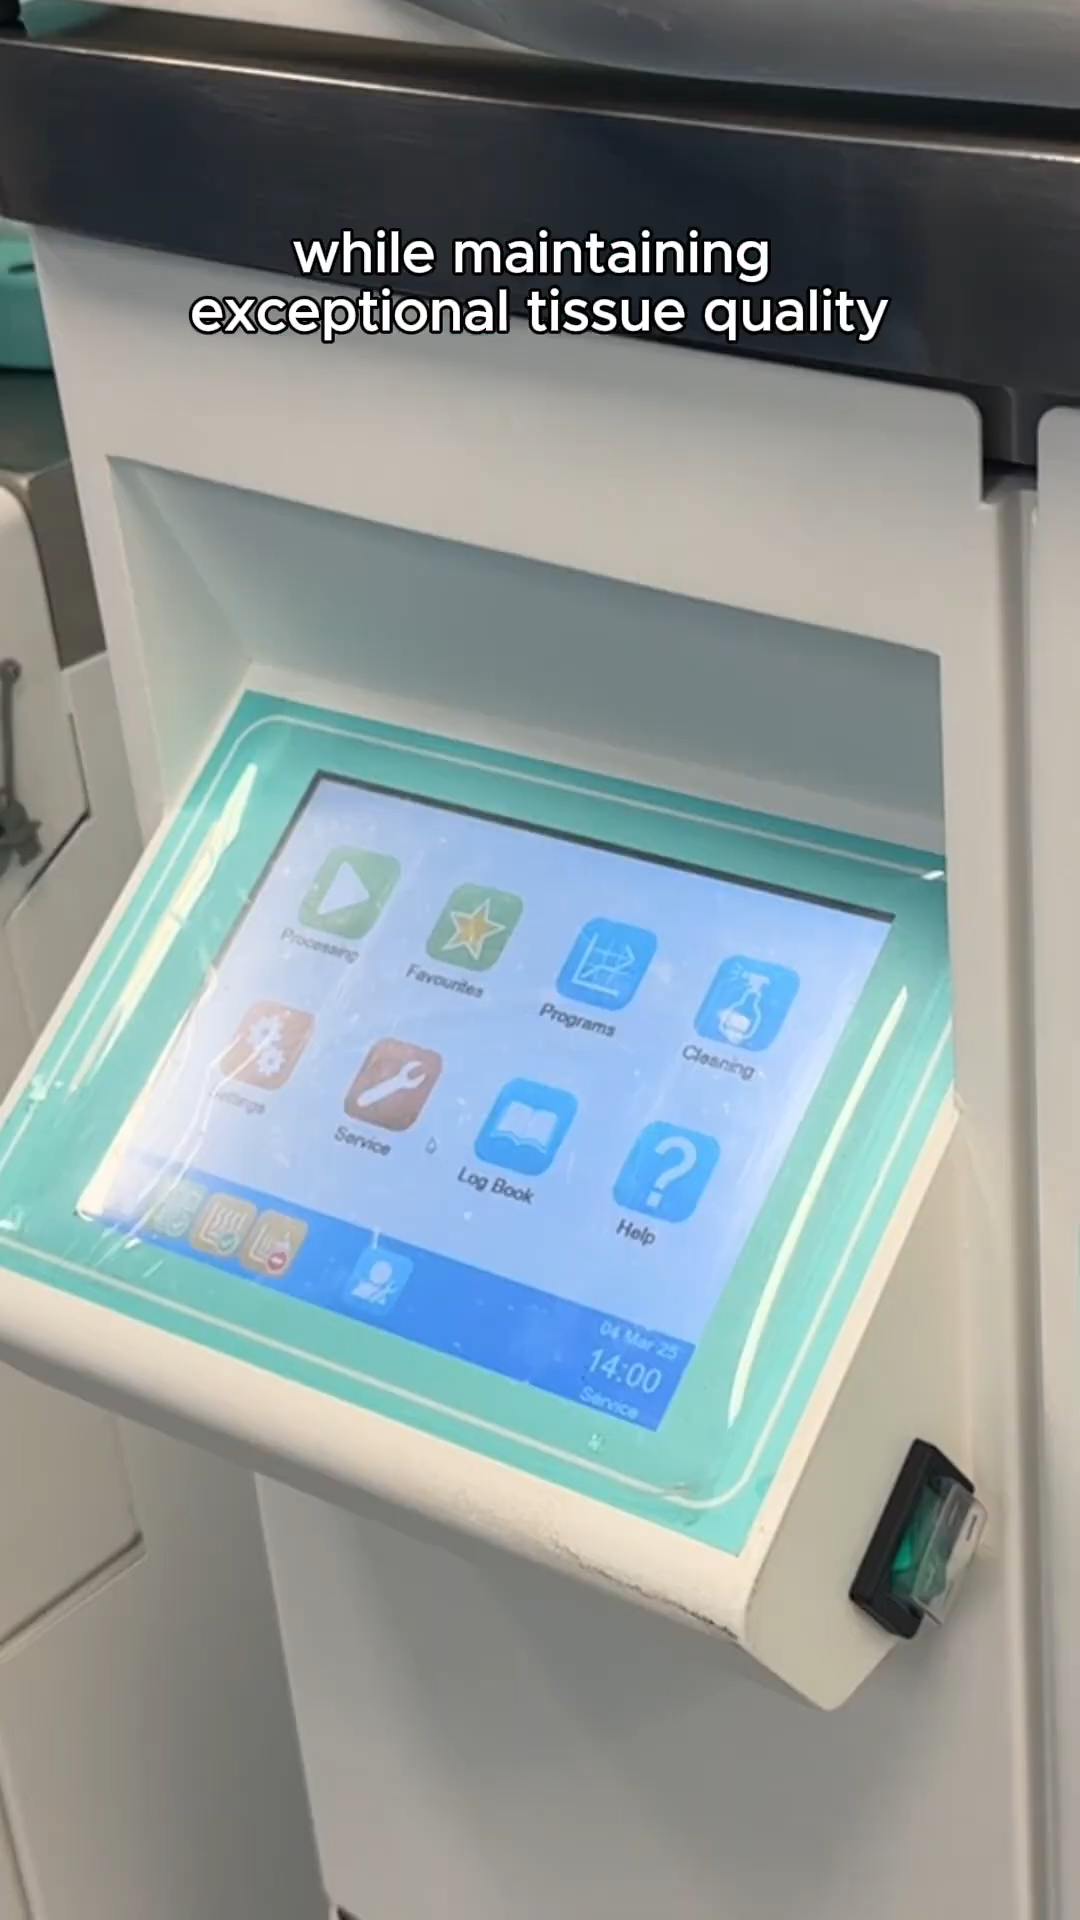 while maintaining
exceptional tissue quality
Processing
Favourites
Programs
Cleaning
Settings
Service
Log Book
Help
04 Mar 25
14:00
Service